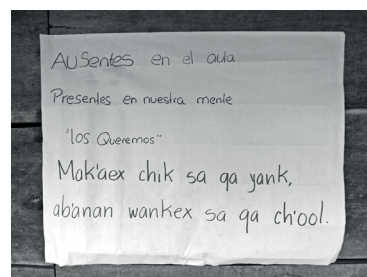 AUSentes en el aula
Presentes en nuestra mente
"los Queremos"
Mak'aex chik sa qa yank,
ab'anan wankex sa qa ch'ool.